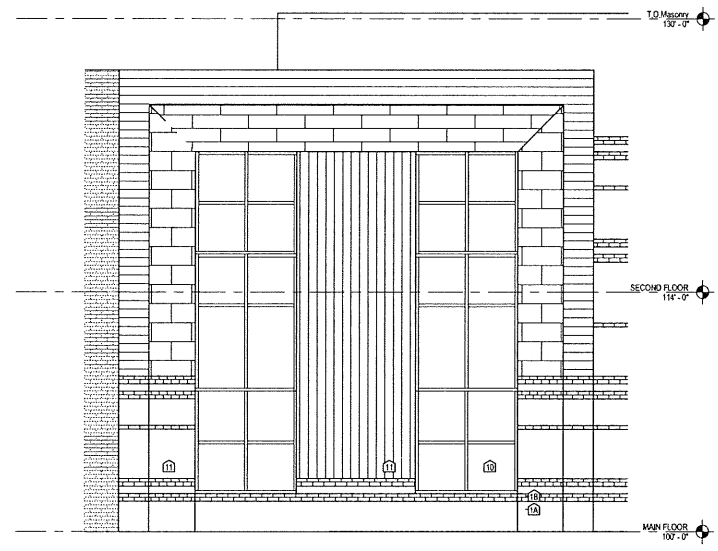 T.O.Masonry
130' - 0"
SECOND FLOOR
114' - 0"
11
11
10
1B
1A
MAIN FLOOR
100' - 0"